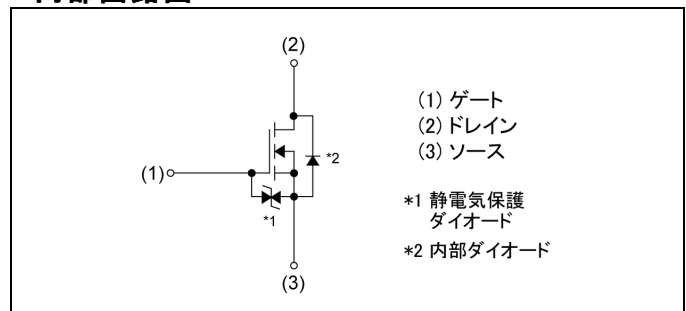 (2)
(1)
*2
*1
(3)
(1) ゲート
(2) ドレイン
(3) ソース
*1 静電気保護
ダイオード
*2 内部ダイオード